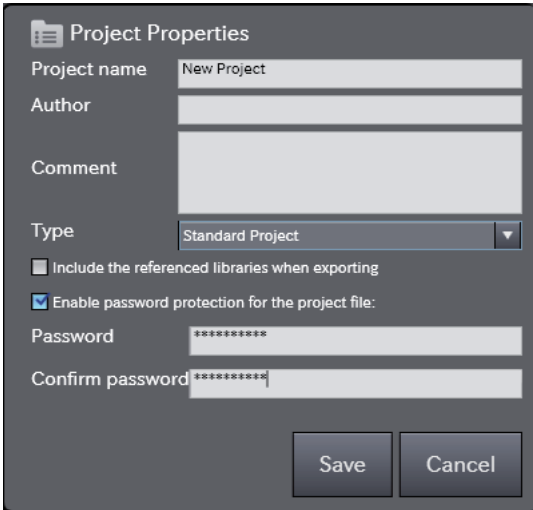 Project Properties
Project name New Project
Author
Comment
Type Standard Project
Include the referenced libraries when exporting
Enable password protection for the project file:
Password **********
Confirm password **********
Save Cancel